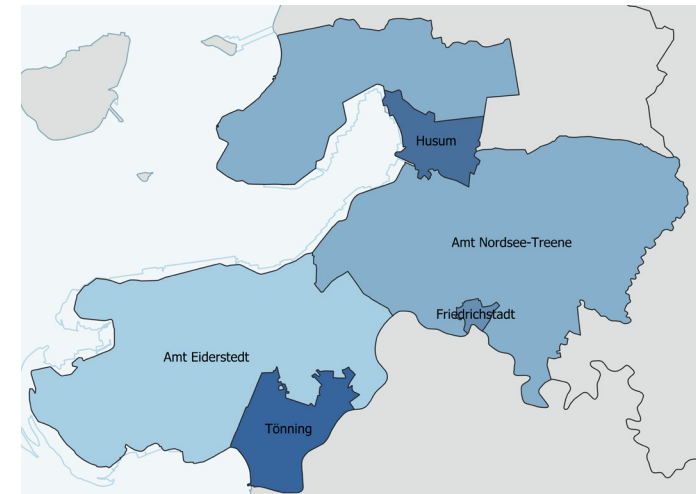 Husum
Amt Nordsee-Treene
Friedrichstadt
Amt Eiderstedt
Tönning